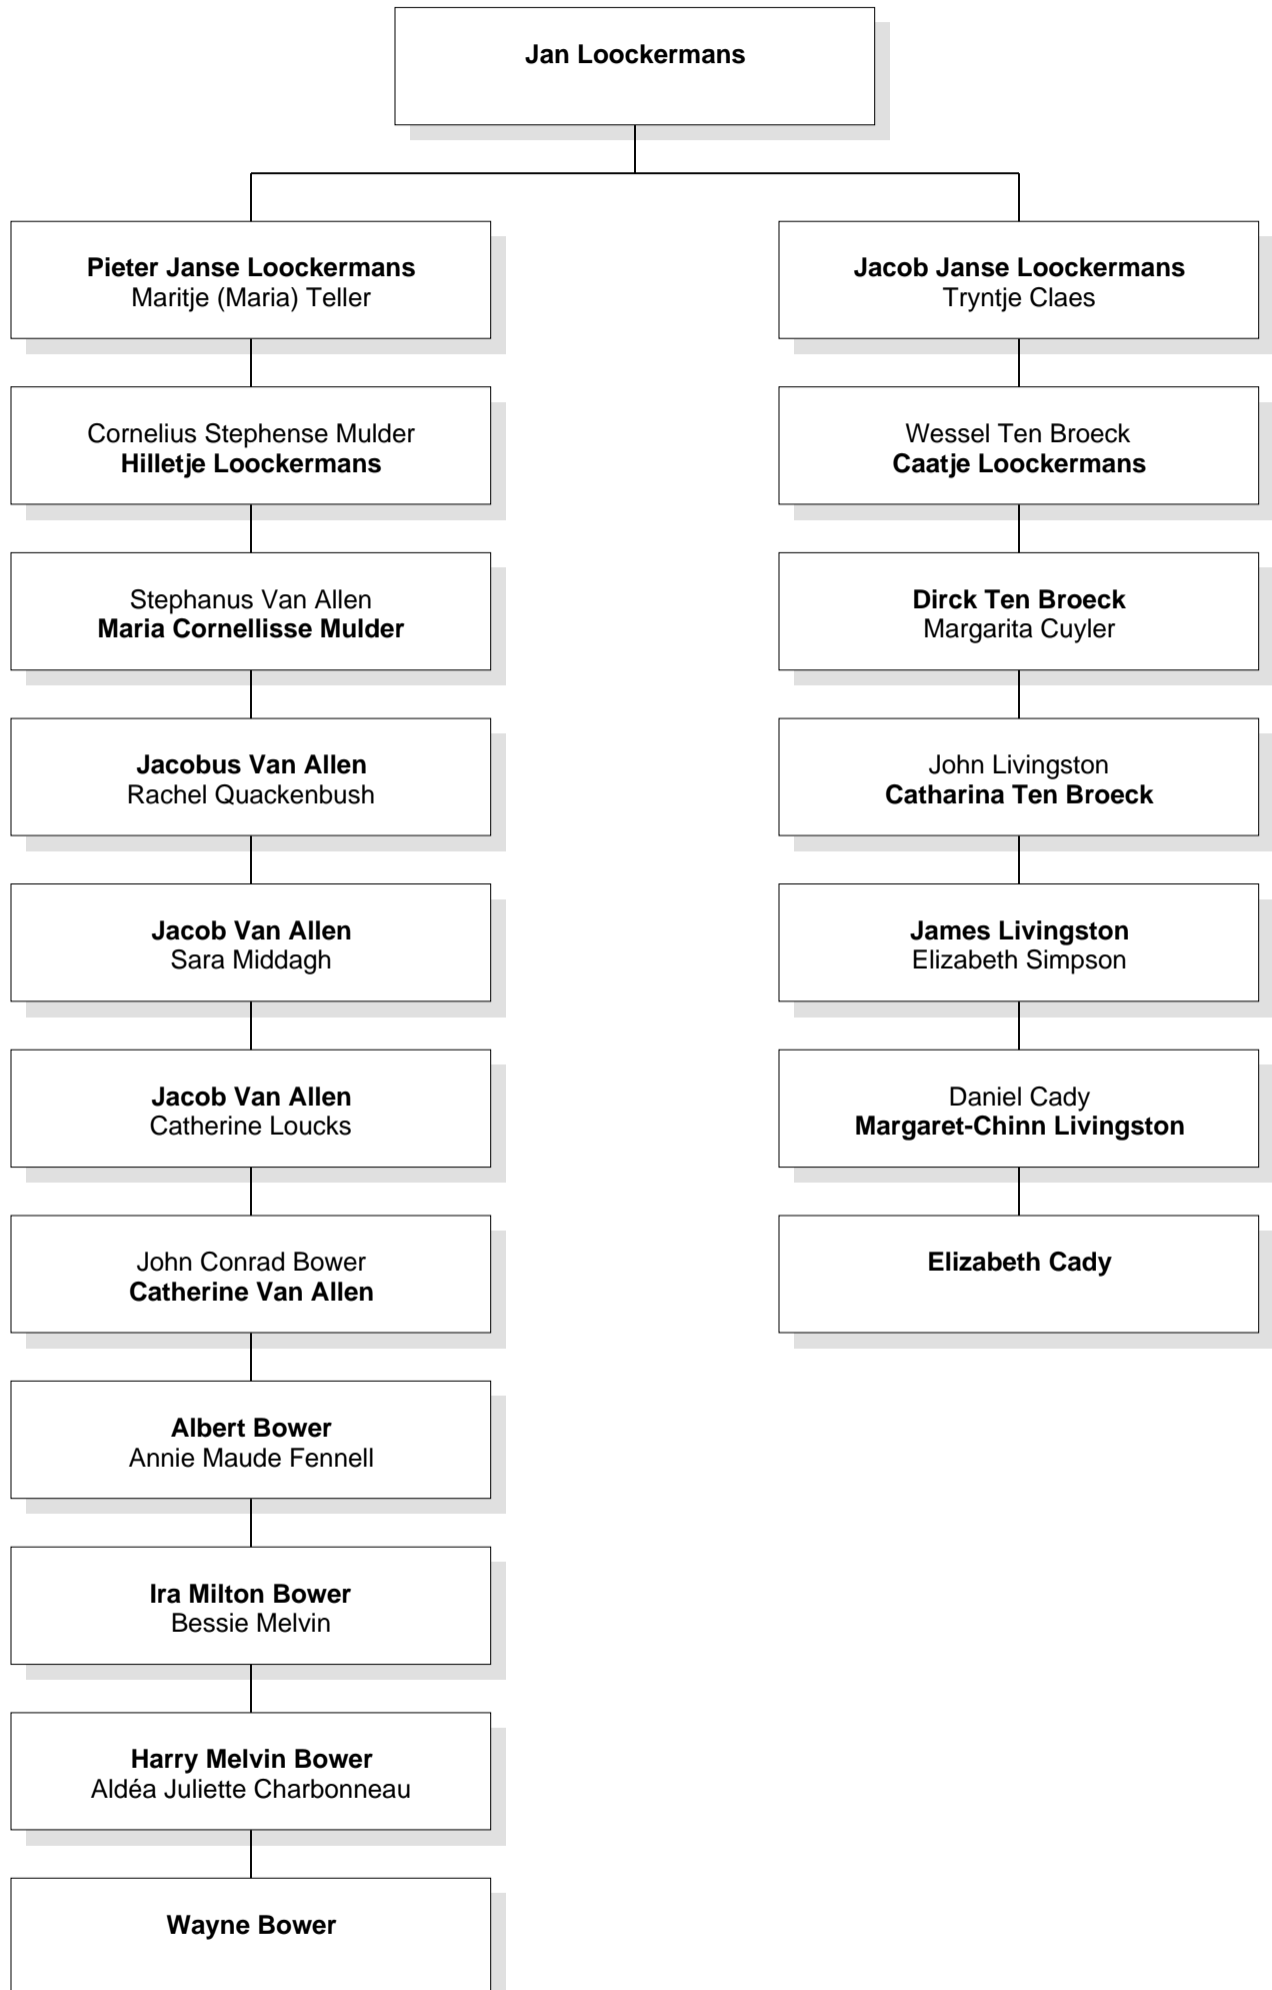 Jan Loockermans
Pieter Janse Loockermans
Maritje (Maria) Teller
Jacob Janse Loockermans
Tryntje Claes
Cornelius Stephense Mulder
Hilletje Loockermans
Wessel Ten Broeck
Caatje Loockermans
Stephanus Van Allen
Maria Cornellisse Mulder
Dirck Ten Broeck
Margarita Cuyler
Jacobus Van Allen
Rachel Quackenbush
John Livingston
Catharina Ten Broeck
Jacob Van Allen
Sara Middagh
James Livingston
Elizabeth Simpson
Jacob Van Allen
Catherine Loucks
Daniel Cady
Margaret-Chinn Livingston
John Conrad Bower
Catherine Van Allen
Elizabeth Cady
Albert Bower
Annie Maude Fennell
Ira Milton Bower
Bessie Melvin
Harry Melvin Bower
Aldéa Juliette Charbonneau
Wayne Bower